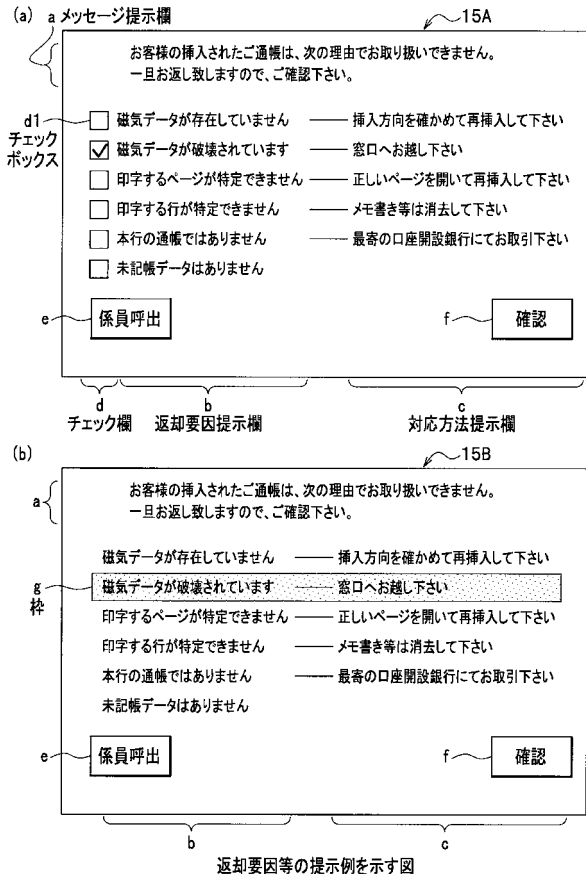 (a)
a メッセージ提示欄
15A
お客様の挿入されたご通帳は、次の理由でお取り扱いできません。
一旦お返し致しますので、ご確認下さい。
d1
チェック
ボックス
磁気データが存在していません ── 挿入方向を確かめて再挿入して下さい
磁気データが破壊されています ── 窓口へお越し下さい
印字するページが特定できません ── 正しいページを開いて再挿入して下さい
印字する行が特定できません ── メモ書き等は消去して下さい
本行の通帳ではありません ── 最寄の口座開設銀行にてお取引下さい
未記帳データはありません
e 係員呼出 f 確認
d b c
チェック欄 返却要因提示欄 対応方法提示欄
(b)
15B
a
お客様の挿入されたご通帳は、次の理由でお取り扱いできません。
一旦お返し致しますので、ご確認下さい。
磁気データが存在していません ── 挿入方向を確かめて再挿入して下さい
g 磁気データが破壊されています ── 窓口へお越し下さい
枠
印字するページが特定できません ── 正しいページを開いて再挿入して下さい
印字する行が特定できません ── メモ書き等は消去して下さい
本行の通帳ではありません ── 最寄の口座開設銀行にてお取引下さい
未記帳データはありません
e 係員呼出 f 確認
b c
返却要因等の提示例を示す図